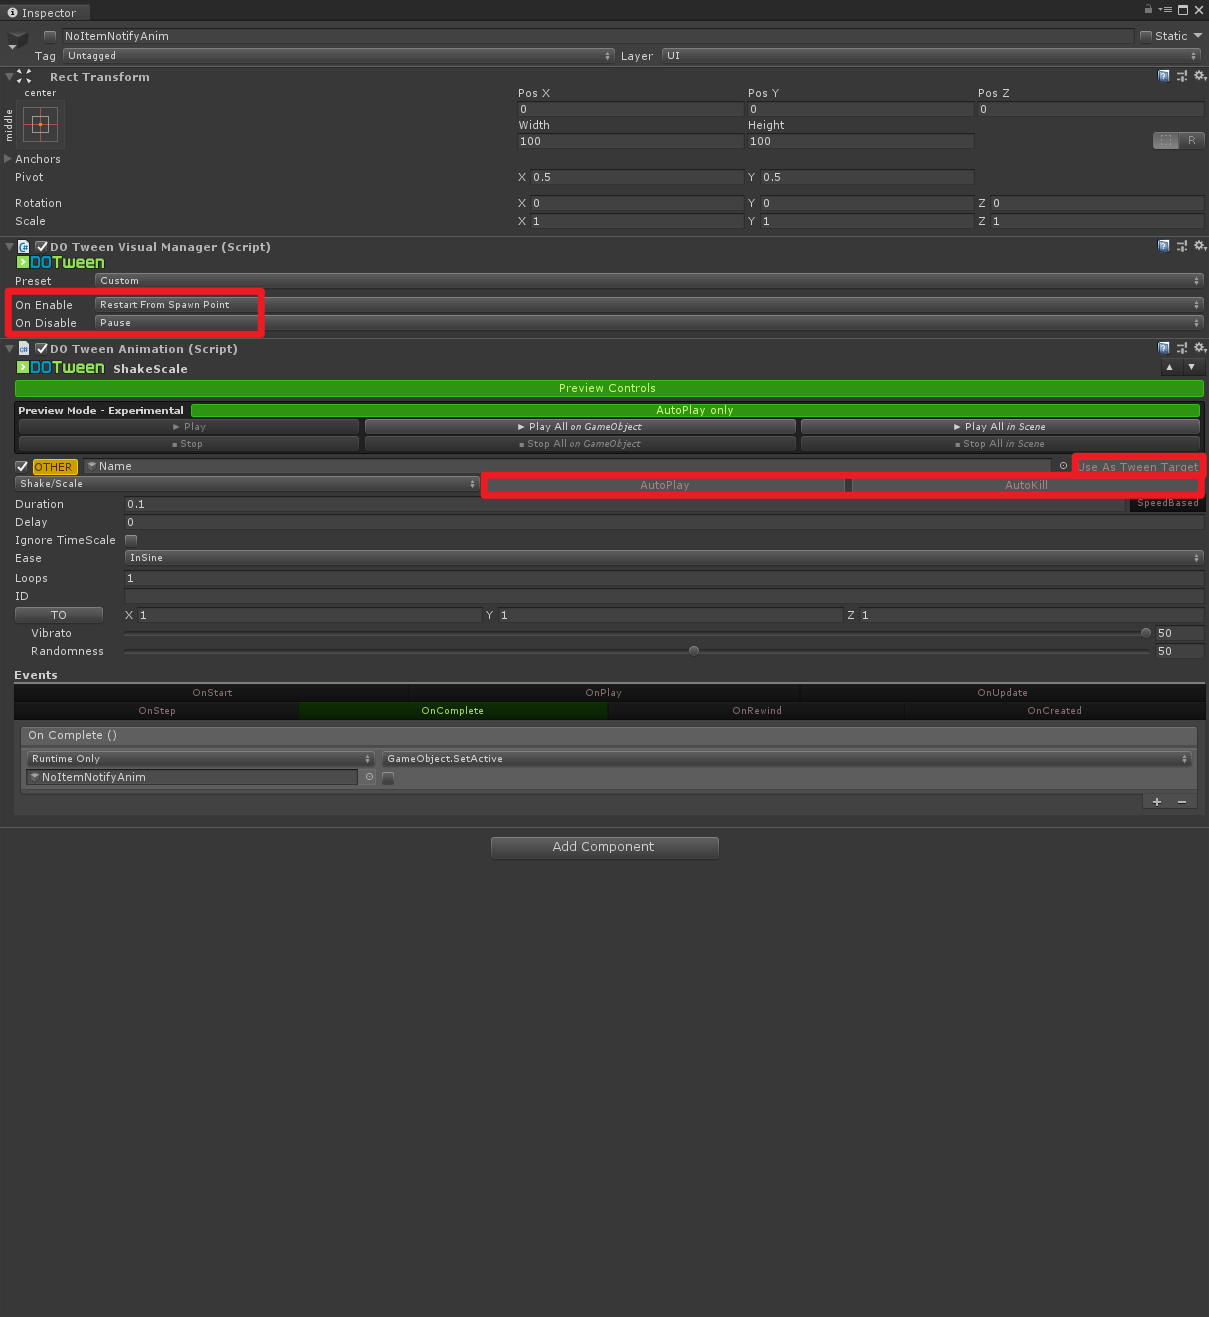 Inspector
NoItemNotifyAnim Static
Tag Untagged Layer UI
Rect Transform
center
middle
Pos X Pos Y Pos Z
0 0 0
Width Height
100 100
R
Anchors
Pivot X 0.5 Y 0.5
Rotation X 0 Y 0 Z 0
Scale X 1 Y 1 Z 1
DO Tween Visual Manager (Script)
DOTween
Preset Custom
On Enable Restart From Spawn Point
On Disable Pause
DO Tween Animation (Script)
DOTween ShakeScale
Preview Controls
Preview Mode - Experimental AutoPlay only
Play Play All on GameObject Play All in Scene
Stop Stop All on GameObject Stop All in Scene
OTHER Name Use As Tween Target
Shake/Scale AutoPlay AutoKill
Duration 0.1 SpeedBased
Delay 0
Ignore TimeScale
Ease InSine
Loops 1
ID
TO X 1 Y 1 Z 1
Vibrato 50
Randomness 50
Events
OnStart OnPlay OnUpdate
OnStep OnComplete OnRewind OnCreated
On Complete ()
Runtime Only GameObject.SetActive
NoItemNotifyAnim
+ −
Add Component